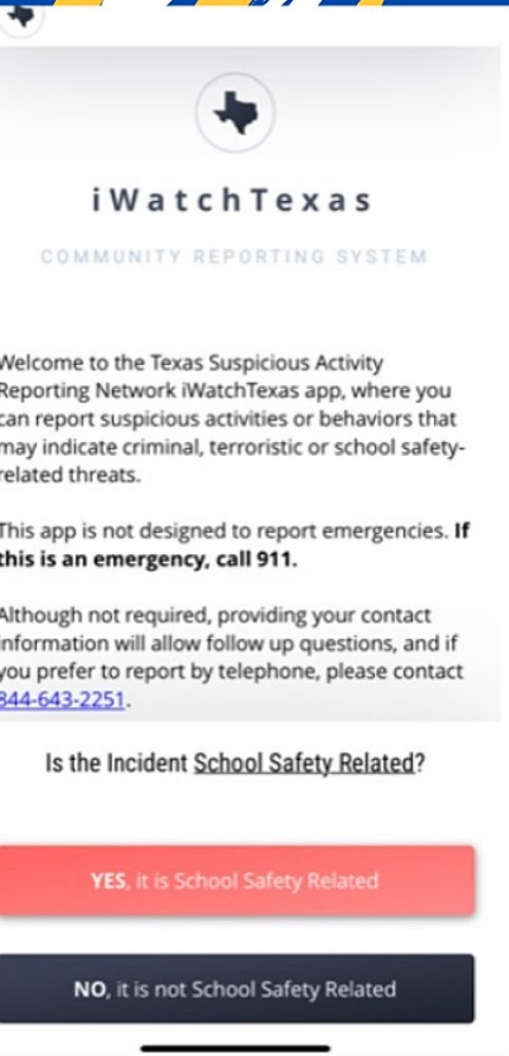 iWatchTexas
COMMUNITY REPORTING SYSTEM
Welcome to the Texas Suspicious Activity
Reporting Network iWatchTexas app, where you
can report suspicious activities or behaviors that
may indicate criminal, terroristic or school safety-
related threats.
This app is not designed to report emergencies. If
this is an emergency, call 911.
Although not required, providing your contact
information will allow follow up questions, and if
you prefer to report by telephone, please contact
844-643-2251.
Is the Incident School Safety Related?
YES, it is School Safety Related
NO, it is not School Safety Related